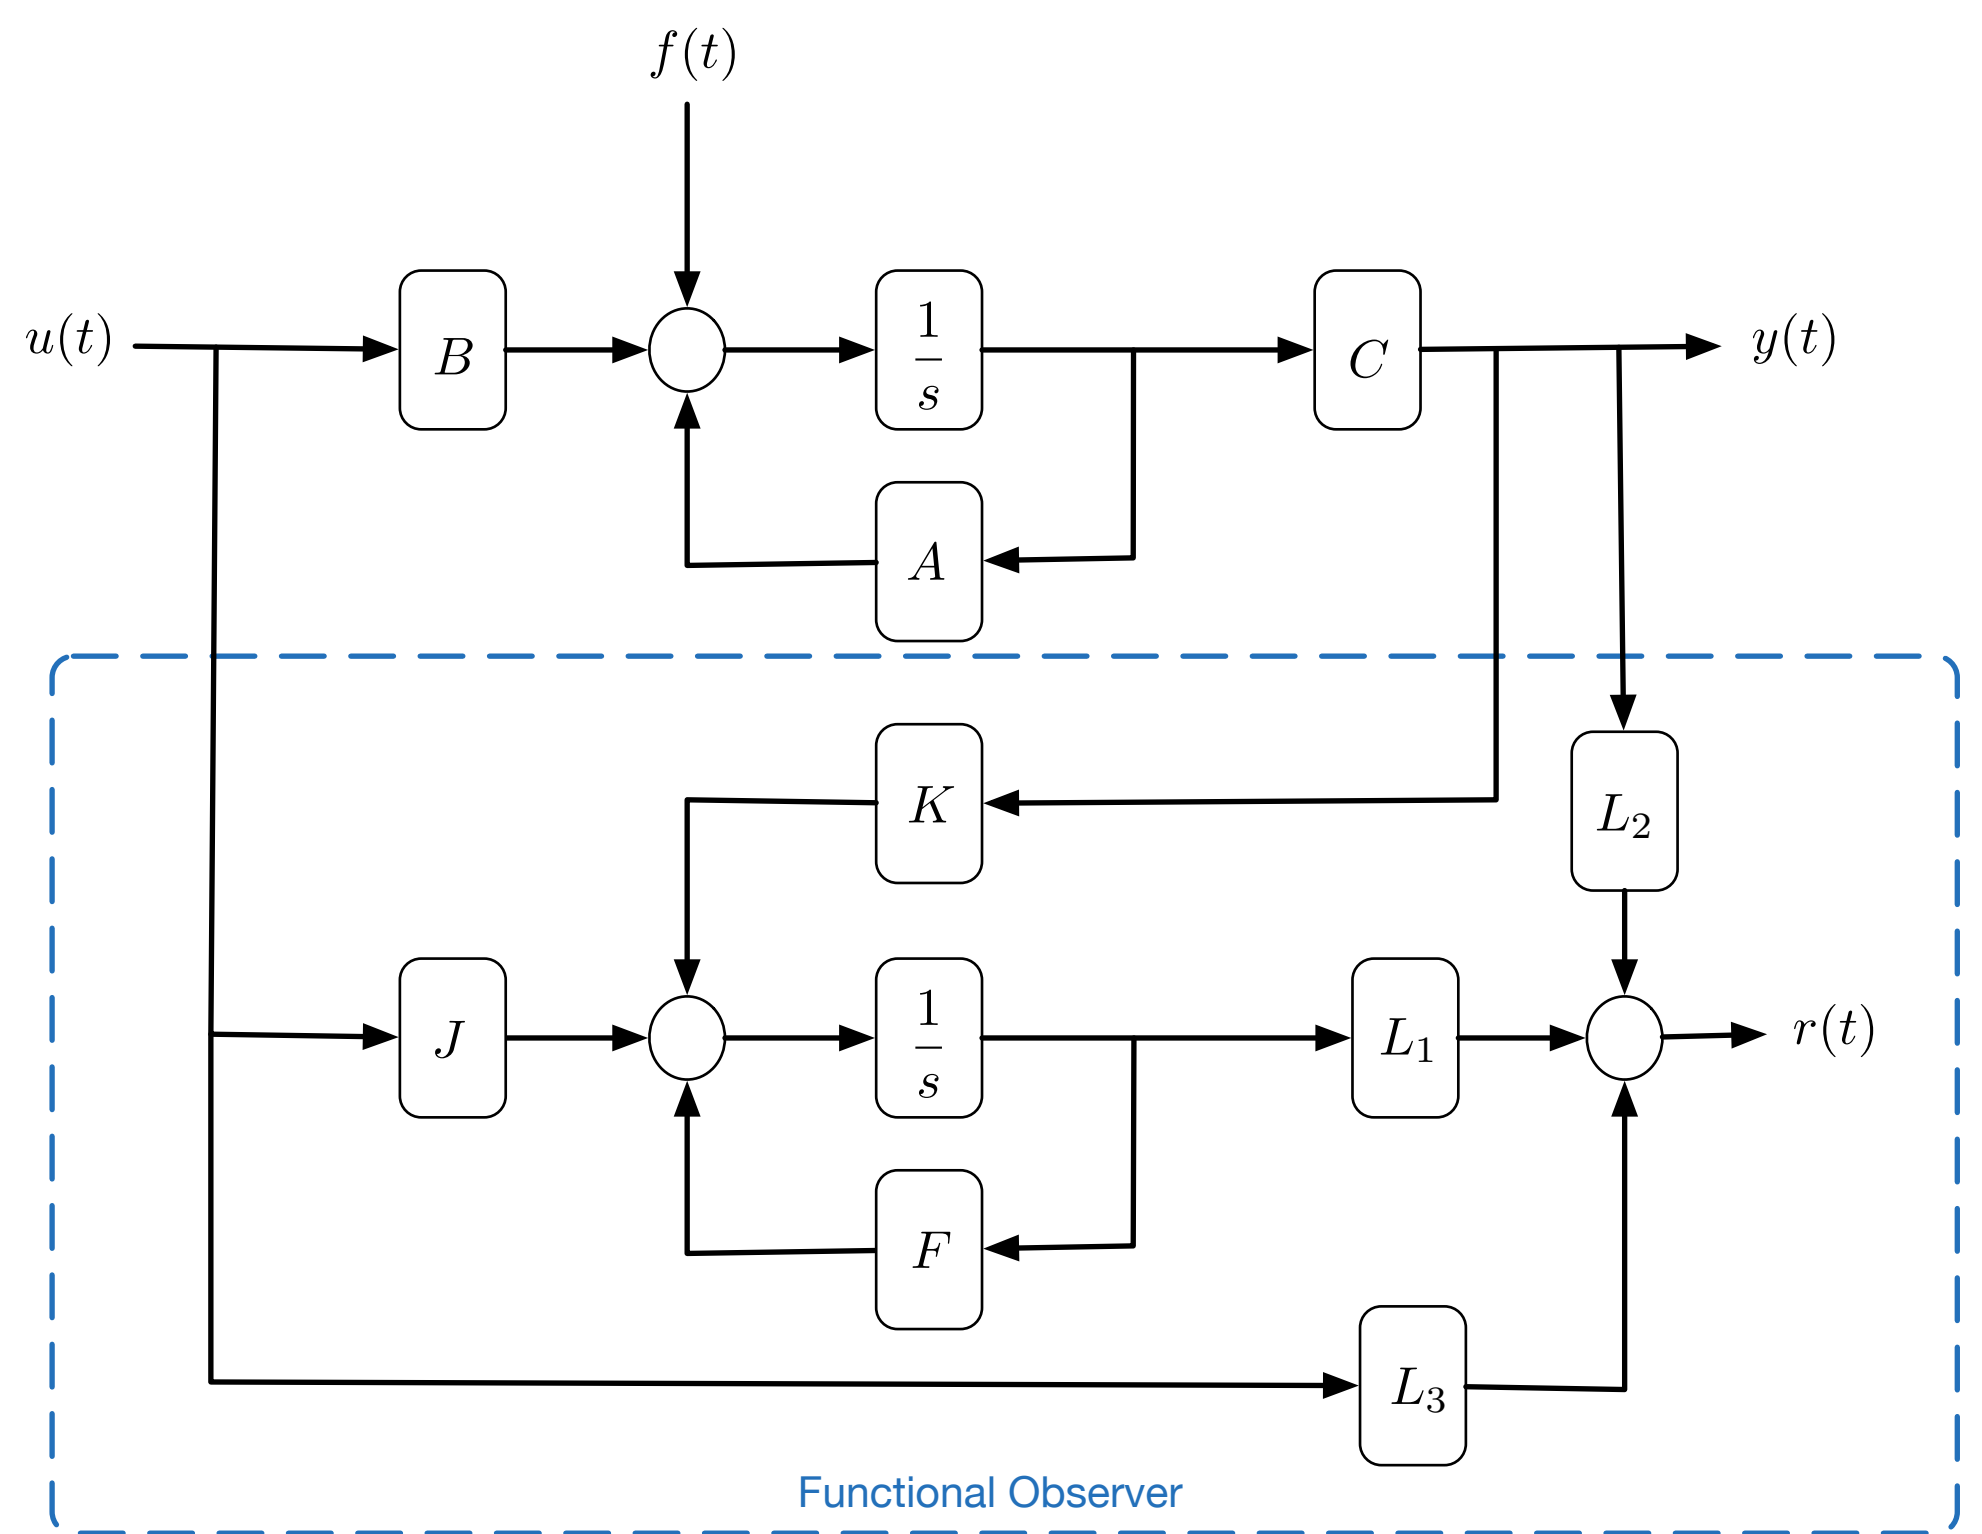 f(t)
u(t)
B
1/s
C
y(t)
A
K
L₂
J
1/s
L₁
r(t)
F
L₃
Functional Observer